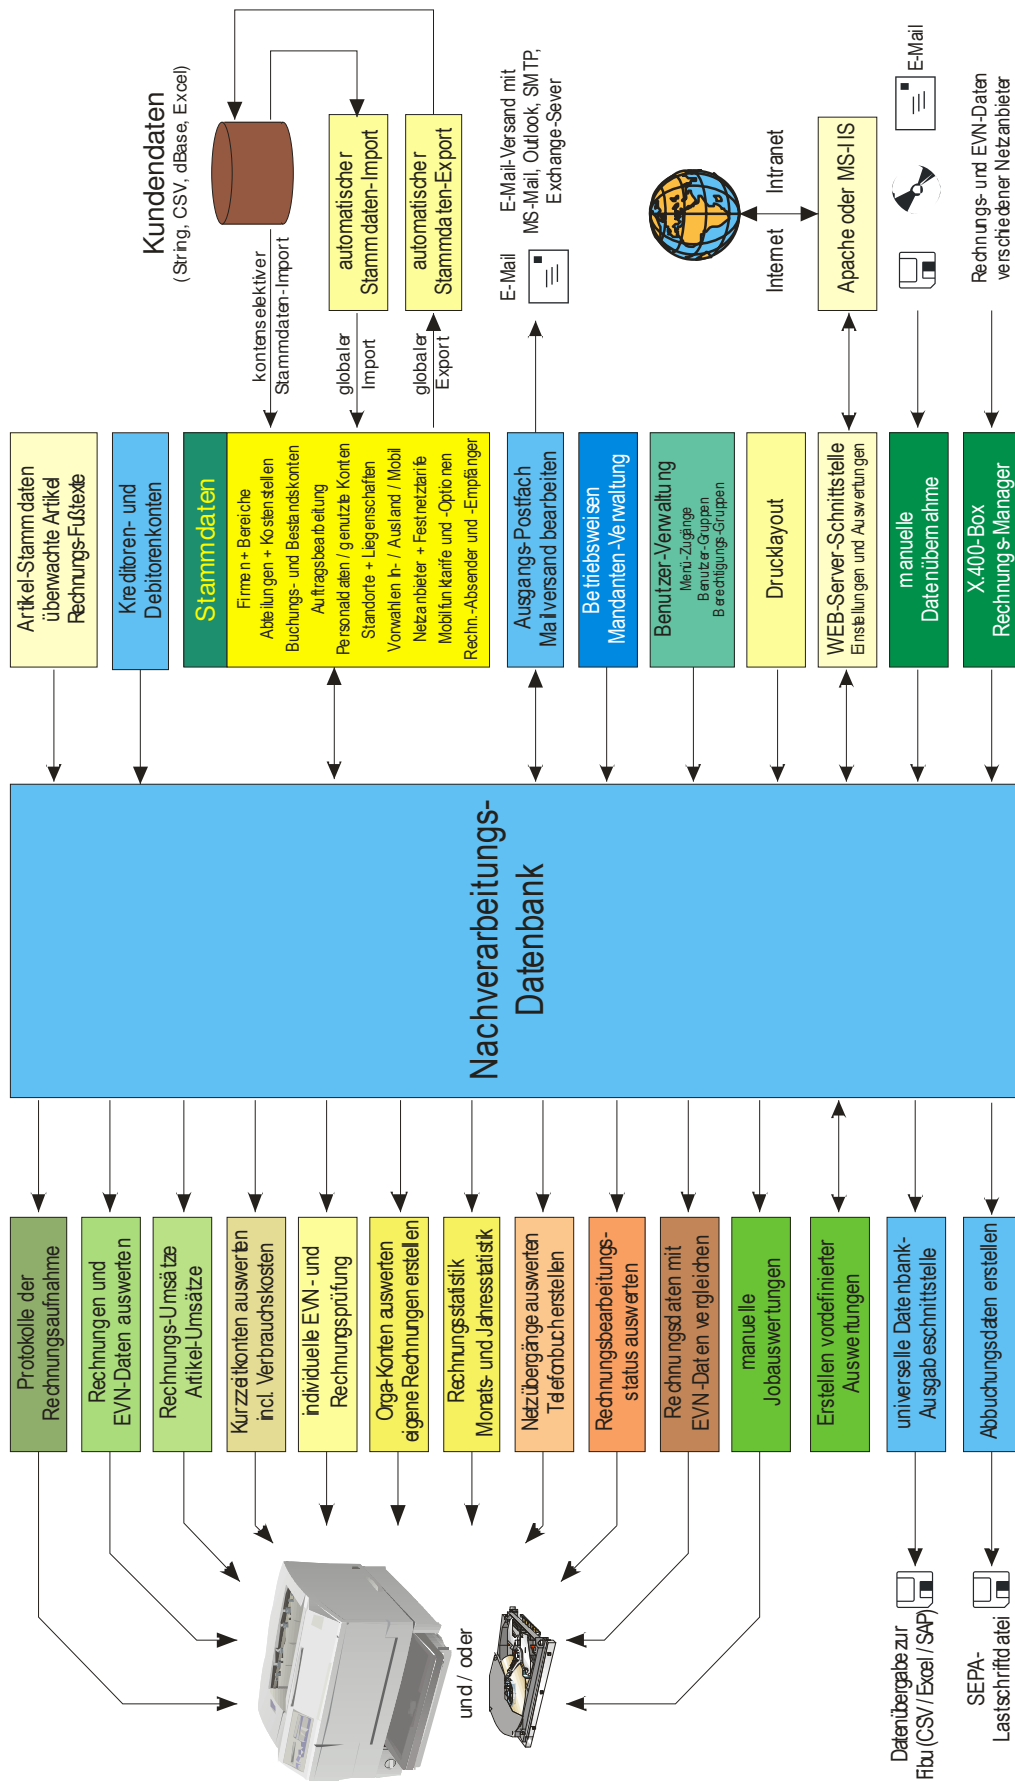 Kundendaten
(String, CSV, dBase, Excel)
kontenselektiver
Stammdaten-Import
automatischer
Stammdaten-Import
automatischer
Stammdaten-Export
globaler
Import
globaler
Export
E-Mail
E-Mail-Versand mit
MS-Mail, Outlook, SMTP,
Exchange-Sever
Internet
Intranet
Apache oder MS-IIS
E-Mail
Rechnungs- und EVN-Daten
verschiedener Netzanbieter
Artikel-Stammdaten
überwachte Artikel
Rechnungs-Fußtexte
Kreditoren- und
Debitorenkonten
Stammdaten
Firmen + Bereiche
Abteilungen + Kostenstellen
Buchungs- und Bestandskonten
Auftragsbearbeitung
Personaldaten / genutzte Konten
Standorte + Liegenschaften
Vorwahlen In- / Ausland / Mobil
Netzanbieter + Festnetztarife
Mobilfunktarife und -Optionen
Rechn.-Absender und -Empfänger
Ausgangs-Postfach
Mailversand bearbeiten
Betriebsweisen
Mandanten-Verwaltung
Benutzer-Verwaltung
Menü-Zugänge
Benutzer-Gruppen
Berechtigungs-Gruppen
Drucklayout
WEB-Server-Schnittstelle
Einstellungen und Auswertungen
manuelle
Datenübernahme
X.400-Box
Rechnungs-Manager
Nachverarbeitungs-
Datenbank
Protokolle der
Rechnungsaufnahme
Rechnungen und
EVN-Daten auswerten
Rechnungs-Umsätze
Artikel-Umsätze
Kurzzeitkonten auswerten
incl. Verbrauchskosten
individuelle EVN- und
Rechnungsprüfung
Orga-Konten auswerten
eigene Rechnungen erstellen
Rechnungsstatistik
Monats- und Jahresstatistik
Netzübergänge auswerten
Telefonbuch erstellen
Rechnungsbearbeitungs-
status auswerten
Rechnungsdaten mit
EVN-Daten vergleichen
manuelle
Jobauswertungen
Erstellen vordefinierter
Auswertungen
universelle Datenbank-
Ausgabeschnittstelle
Abbuchungsdaten erstellen
und / oder
Datenübergabe zur
Fibu (CSV / Excel / SAP)
SEPA-
Lastschriftdatei